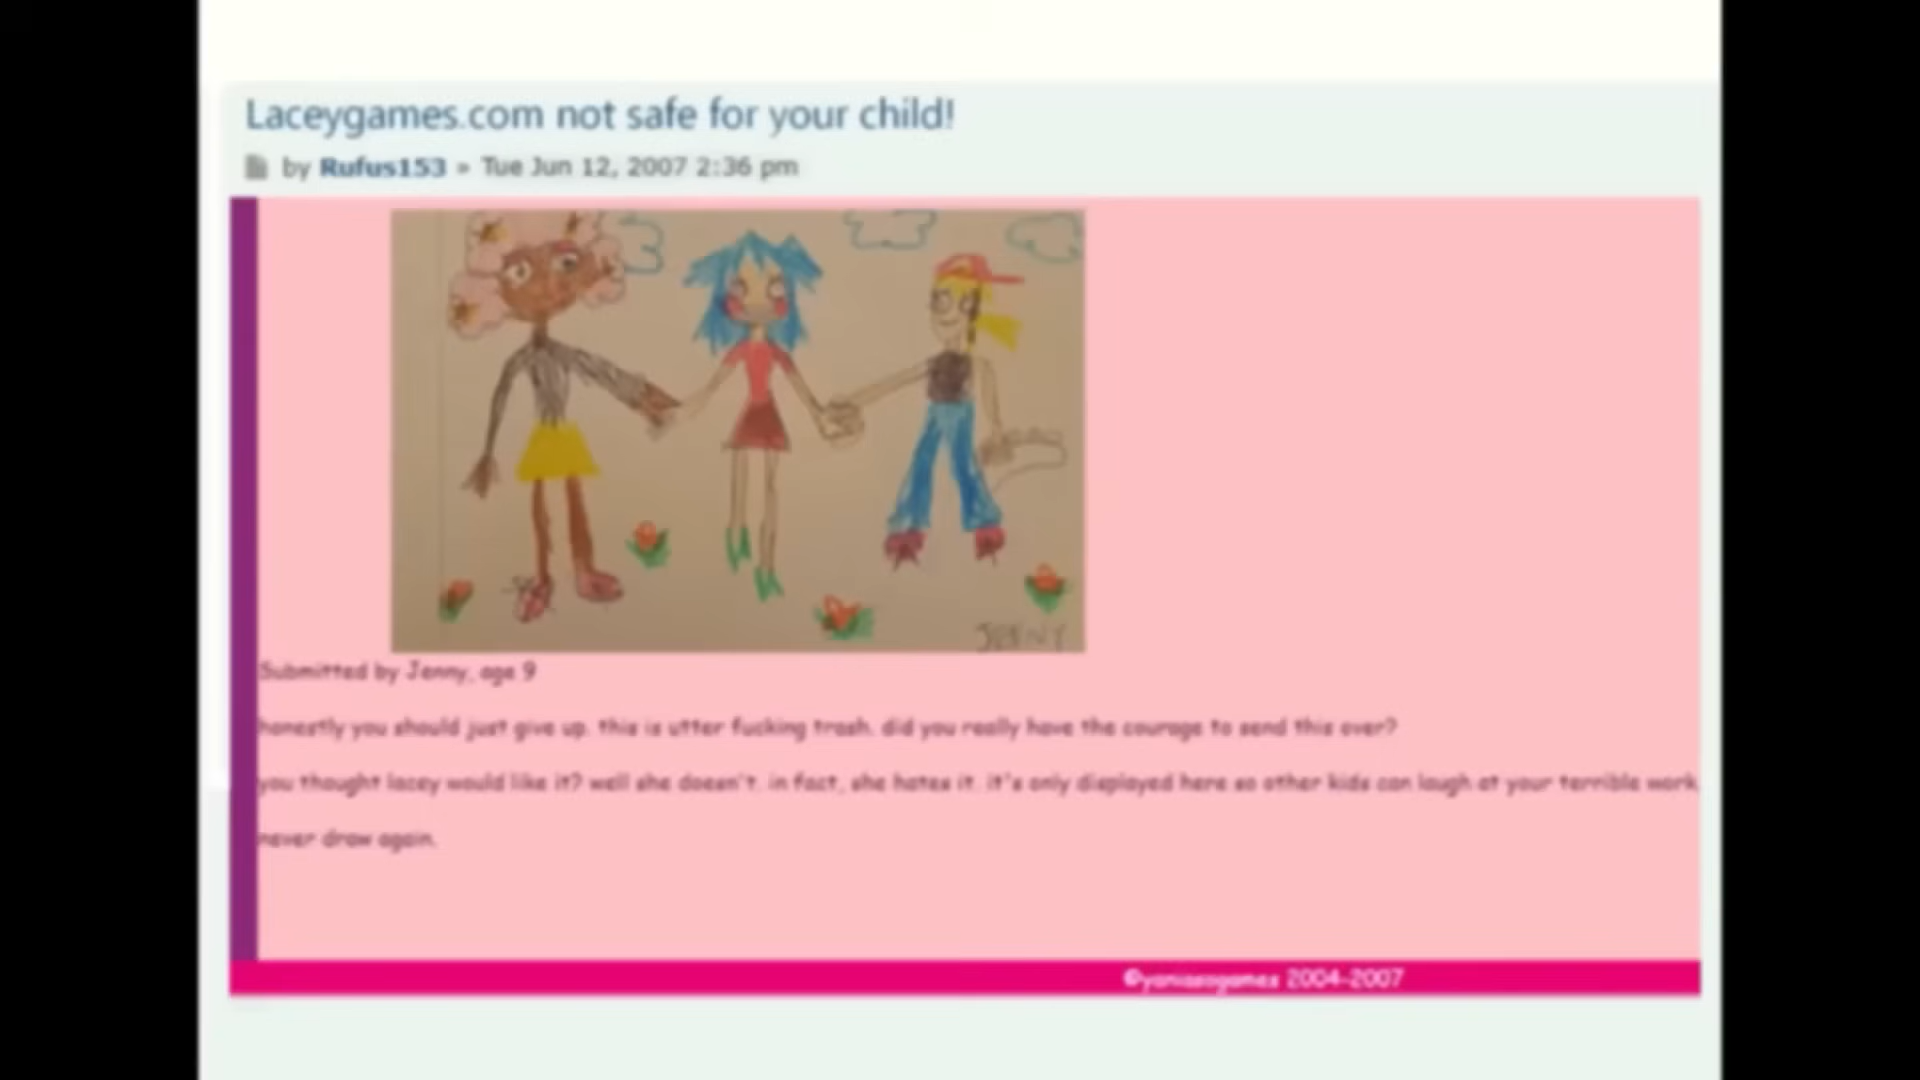 Laceygames.com not safe for your child!
by Rufus153 » Tue Jun 12, 2007 2:36 pm
JENNY
Submitted by Jenny, age 9
honestly you should just give up. this is utter fucking trash. did you really have the courage to send this over?
you thought lacey would like it? well she doesn't. in fact, she hates it. it's only displayed here so other kids can laugh at your terrible work.
never draw again.
2004-2007